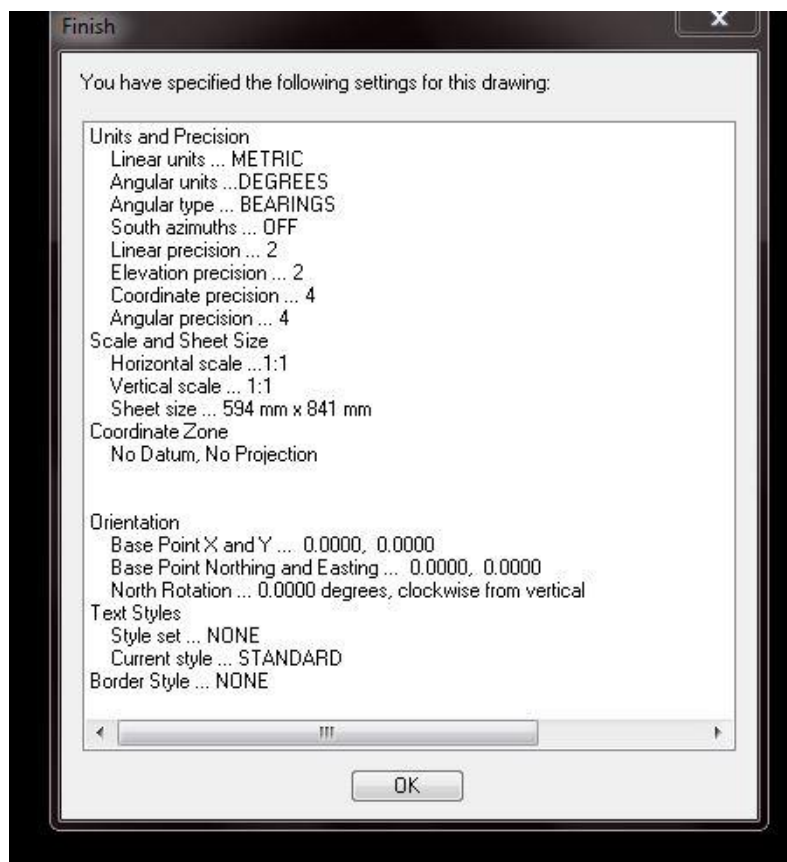 Finish
You have specified the following settings for this drawing:
Units and Precision
Linear units ... METRIC
Angular units ...DEGREES
Angular type ... BEARINGS
South azimuths ... OFF
Linear precision ... 2
Elevation precision ... 2
Coordinate precision ... 4
Angular precision ... 4
Scale and Sheet Size
Horizontal scale ...1:1
Vertical scale ... 1:1
Sheet size ... 594 mm x 841 mm
Coordinate Zone
No Datum, No Projection
Orientation
Base Point X and Y ... 0.0000, 0.0000
Base Point Northing and Easting ... 0.0000, 0.0000
North Rotation ... 0.0000 degrees, clockwise from vertical
Text Styles
Style set ... NONE
Current style ... STANDARD
Border Style ... NONE
OK